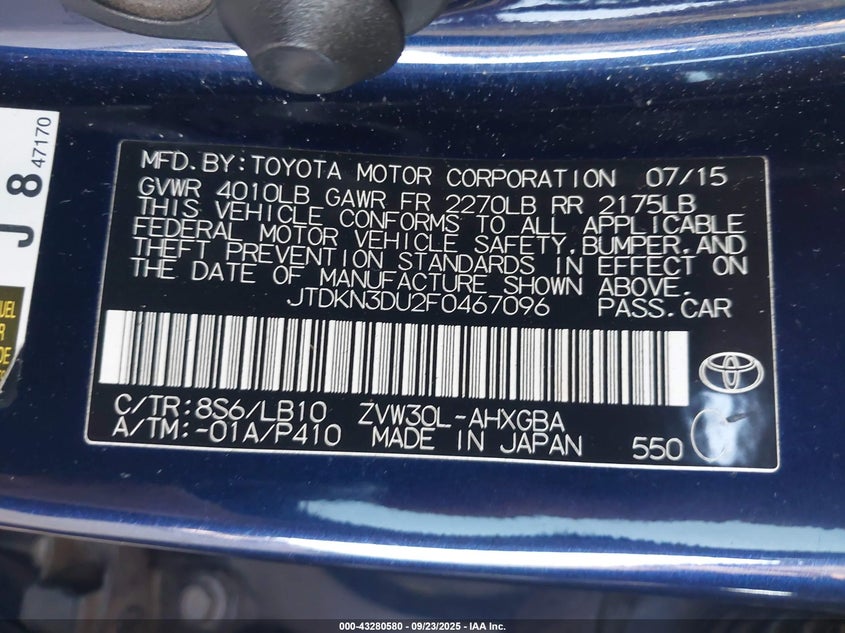 J 8 47170
MFD. BY: TOYOTA MOTOR CORPORATION 07/15
GVWR 4010LB GAWR FR 2270LB RR 2175LB
THIS VEHICLE CONFORMS TO ALL APPLICABLE
FEDERAL MOTOR VEHICLE SAFETY, BUMPER, AND
THEFT PREVENTION STANDARDS IN EFFECT ON
THE DATE OF MANUFACTURE SHOWN ABOVE.
JTDKN3DU2F0467096 PASS.CAR
C/TR:8S6/LB10 ZVW30L-AHXGBA
A/TM:-01A/P410 MADE IN JAPAN 550
000-43280580 - 09/23/2025 - IAA Inc.